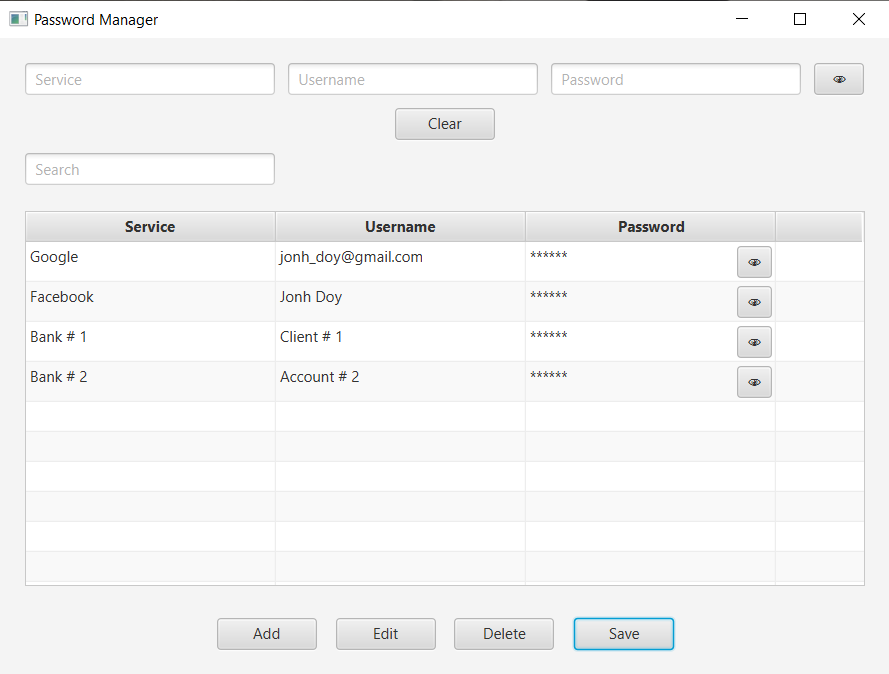 Password Manager
Service Username Password
Clear
Search
Service Username Password
Google jonh_doy@gmail.com ******
Facebook Jonh Doy ******
Bank # 1 Client # 1 ******
Bank # 2 Account # 2 ******
Add Edit Delete Save